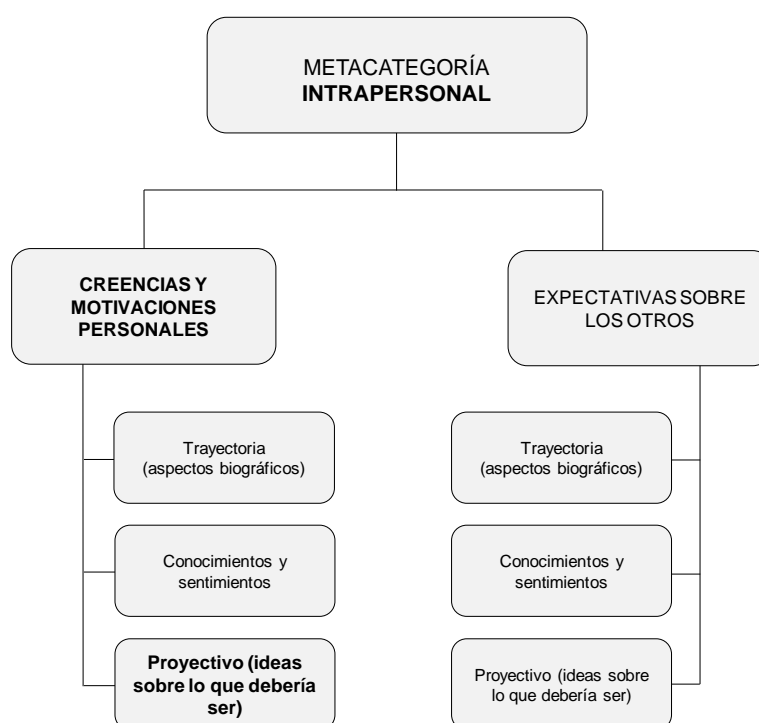 METACATEGORÍA
INTRAPERSONAL
CREENCIAS Y
MOTIVACIONES
PERSONALES
EXPECTATIVAS SOBRE
LOS OTROS
Trayectoria
(aspectos biográficos)
Conocimientos y
sentimientos
Proyectivo (ideas
sobre lo que debería
ser)
Trayectoria
(aspectos biográficos)
Conocimientos y
sentimientos
Proyectivo (ideas sobre
lo que debería ser)